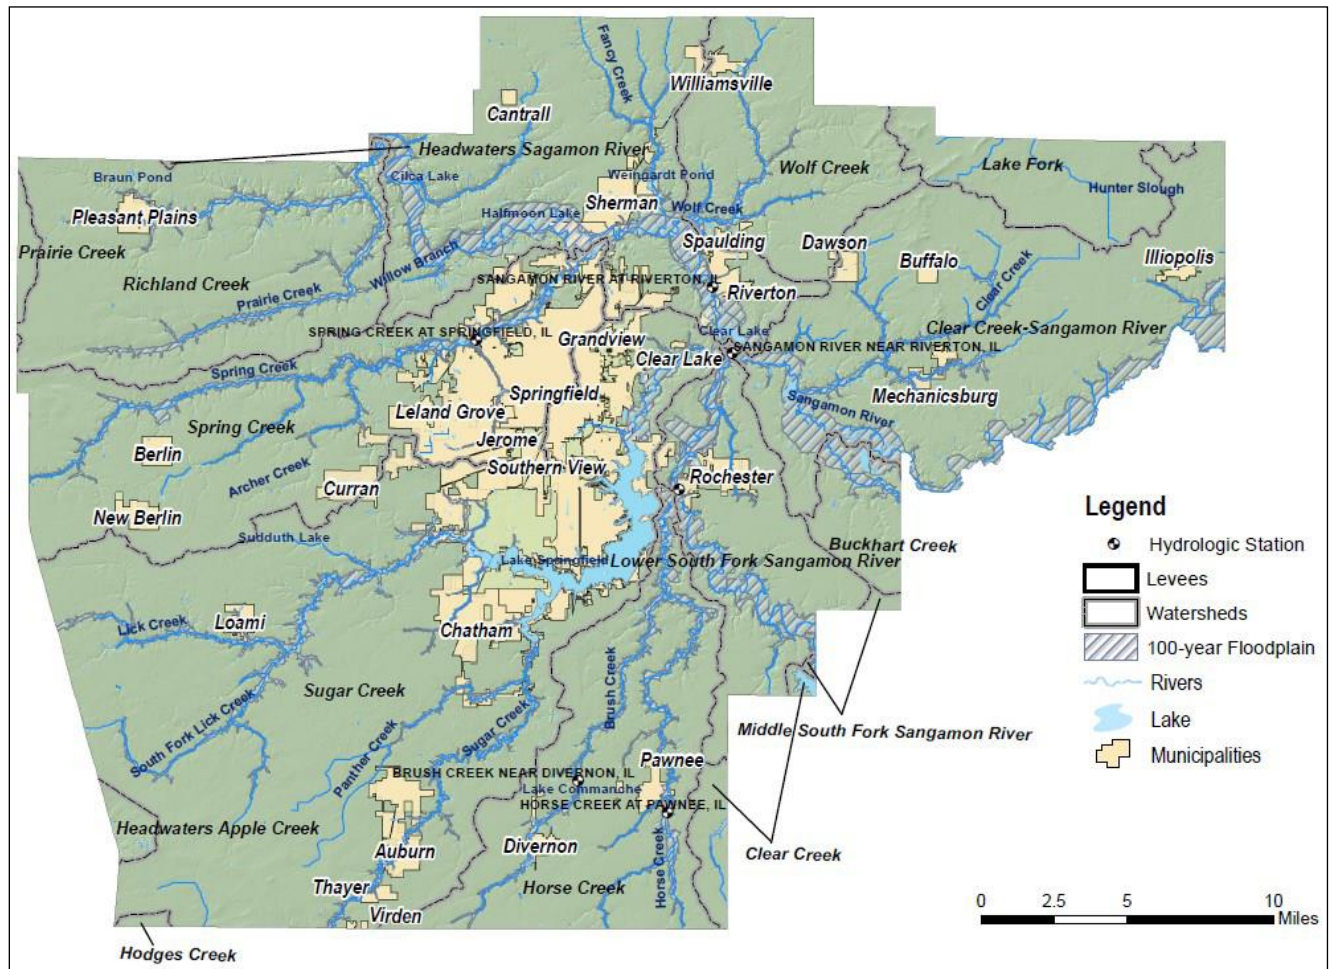 Fancy Creek
Williamsville
Cantrall
Headwaters Sagamon River
Wolf Creek
Lake Fork
Braun Pond
Cilca Lake
Weingardt Pond
Hunter Slough
Pleasant Plains
Halfmoon Lake
Sherman
Wolf Creek
Prairie Creek
Spaulding
Dawson
Buffalo
Illiopolis
Richland Creek
Willow Branch
SANGAMON RIVER AT RIVERTON, IL
Riverton
Clear Creek
Prairie Creek
SPRING CREEK AT SPRINGFIELD, IL
Grandview
Clear Lake
Clear Creek-Sangamon River
Clear Lake
SANGAMON RIVER NEAR RIVERTON, IL
Spring Creek
Springfield
Mechanicsburg
Leland Grove
Sangamon River
Spring Creek
Jerome
Berlin
Archer Creek
Southern View
Curran
Rochester
New Berlin
Sudduth Lake
Buckhart Creek
Lake Springfield
Lower South Fork Sangamon River
Lick Creek
Loami
Chatham
Sugar Creek
Brush Creek
South Fork Lick Creek
Panther Creek
Sugar Creek
Middle South Fork Sangamon River
Pawnee
BRUSH CREEK NEAR DIVERNON, IL
Lake Commanche
HORSE CREEK AT PAWNEE, IL
Headwaters Apple Creek
Auburn
Divernon
Clear Creek
Thayer
Horse Creek
Horse Creek
Virden
Hodges Creek
Legend
Hydrologic Station
Levees
Watersheds
100-year Floodplain
Rivers
Lake
Municipalities
0 2.5 5 10
Miles